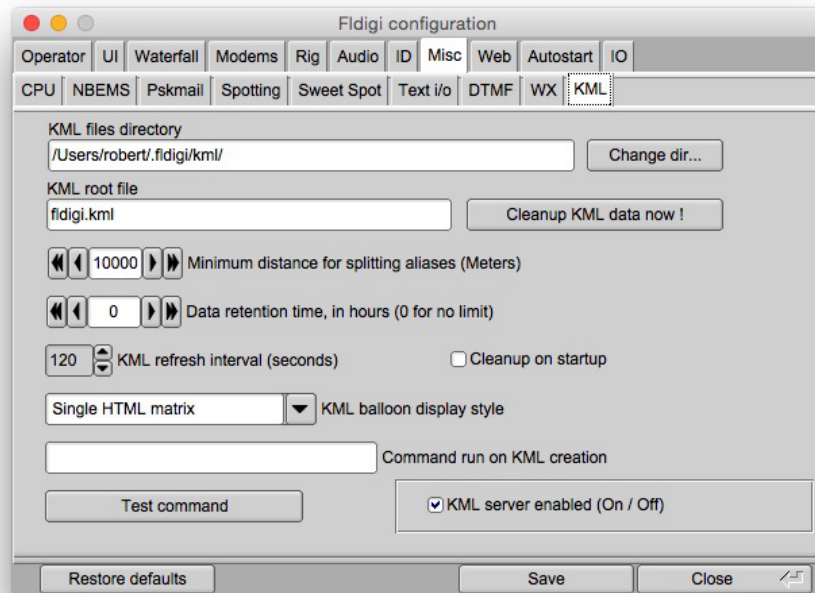 Fldigi configuration
Operator UI Waterfall Modems Rig Audio ID Misc Web Autostart IO
CPU NBEMS Pskmail Spotting Sweet Spot Text i/o DTMF WX KML
KML files directory
/Users/robert/.fldigi/kml/ Change dir...
KML root file
fldigi.kml Cleanup KML data now !
10000 Minimum distance for splitting aliases (Meters)
0 Data retention time, in hours (0 for no limit)
120 KML refresh interval (seconds) Cleanup on startup
Single HTML matrix KML balloon display style
Command run on KML creation
Test command KML server enabled (On / Off)
Restore defaults Save Close